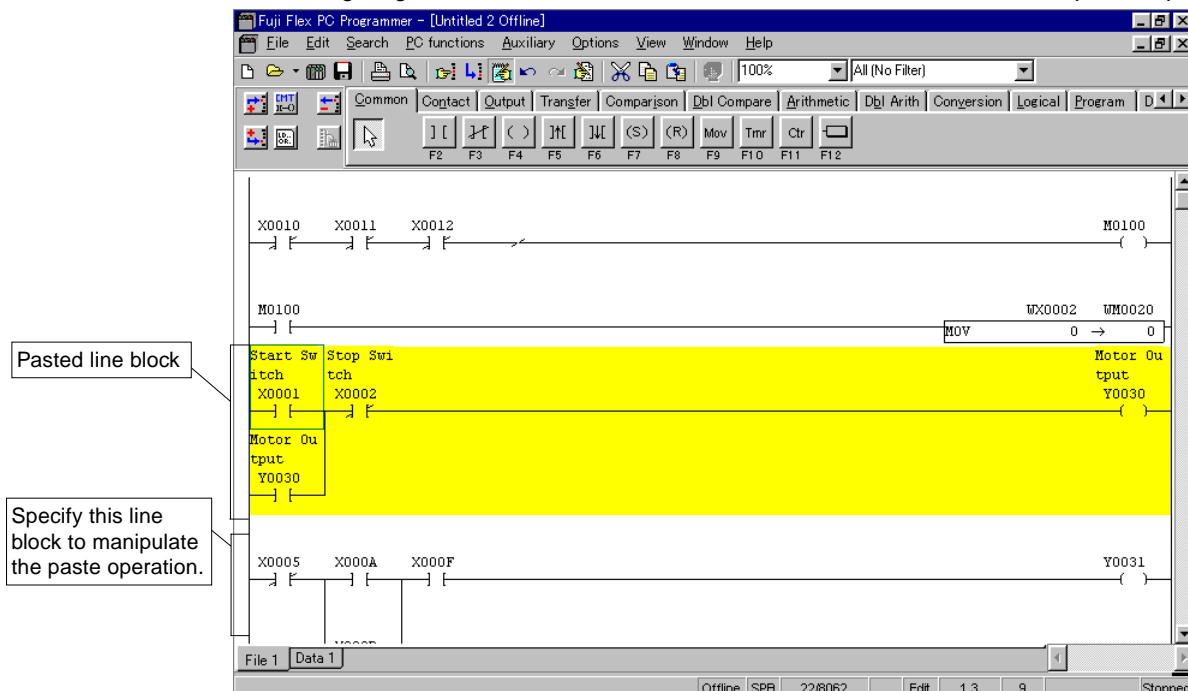 Fuji Flex PC Programmer - [Untitled 2 Offline]
File Edit Search PC functions Auxiliary Options View Window Help
100% All (No Filter)
CMT
Common Contact Output Transfer Comparison Dbl Compare Arithmetic Dbl Arith Conversion Logical Program D
LD..
OR.
(S) (R) Mov Tmr Ctr
F2 F3 F4 F5 F6 F7 F8 F9 F10 F11 F12
X0010 X0011 X0012 M0100
M0100 WX0002 WM0020
MOV 0 → 0
Pasted line block
Start Sw Stop Swi Motor Ou
itch tch tput
X0001 X0002 Y0030
Motor Ou
tput
Y0030
Specify this line
block to manipulate
the paste operation.
X0005 X000A X000F Y0031
File 1 Data 1
Offline SPB 22/8062 Edit 1,3 9 Stopped